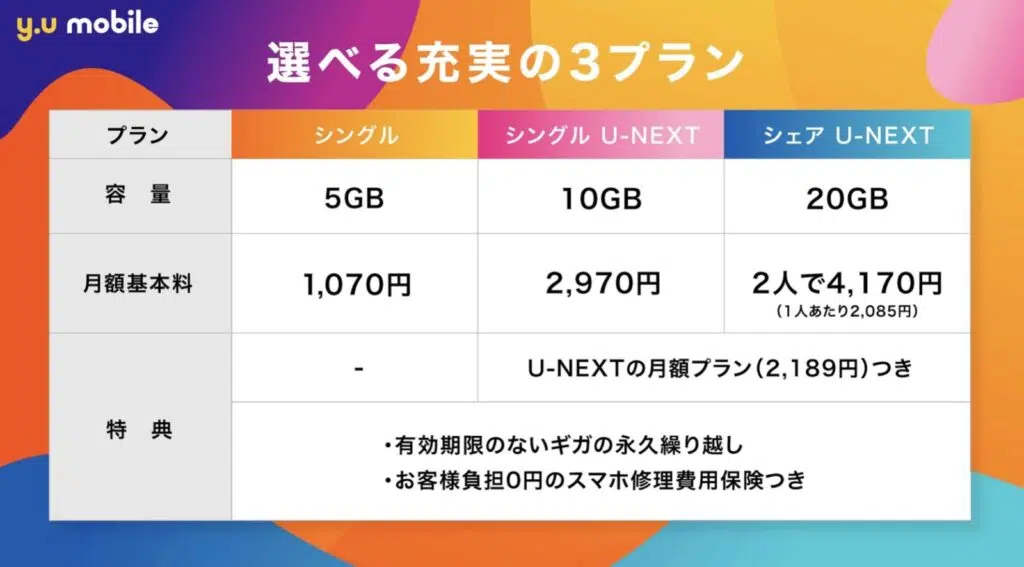 y.u mobile
選べる充実の3プラン
プラン
シングル
シングル U-NEXT
シェア U-NEXT
容 量
5GB
10GB
20GB
月額基本料
1,070円
2,970円
2人で4,170円
(1人あたり2,085円)
特 典
-
U-NEXTの月額プラン(2,189円)つき
・有効期限のないギガの永久繰り越し
・お客様負担0円のスマホ修理費用保険つき